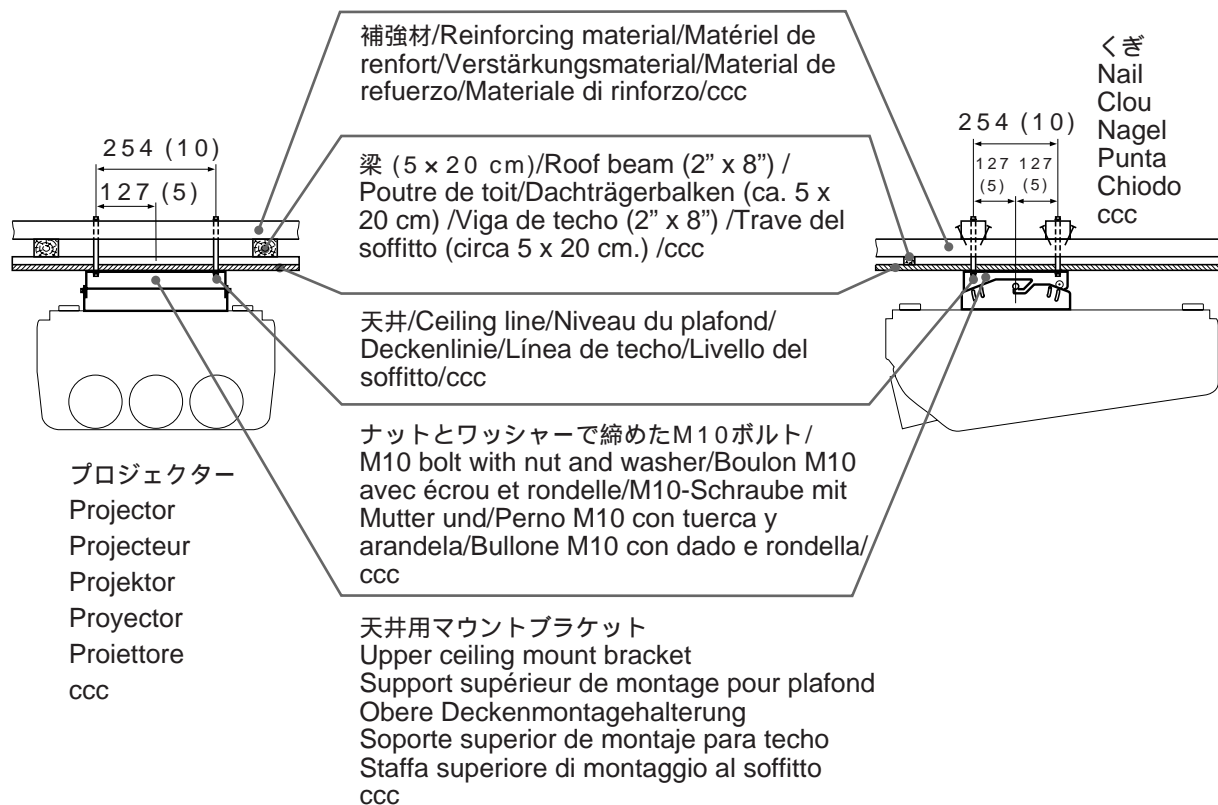 補強材/Reinforcing material/Matériel de
renfort/Verstärkungsmaterial/Material de
refuerzo/Materiale di rinforzo/ccc
くぎ
Nail
Clou
Nagel
Punta
Chiodo
ccc
254 (10)
127 (5)
254 (10)
127 127
(5) (5)
梁 (5 × 20 cm)/Roof beam (2” x 8”) /
Poutre de toit/Dachträgerbalken (ca. 5 x
20 cm) /Viga de techo (2” x 8”) /Trave del
soffitto (circa 5 x 20 cm.) /ccc
天井/Ceiling line/Niveau du plafond/
Deckenlinie/Línea de techo/Livello del
soffitto/ccc
ナットとワッシャーで締めたM10ボルト/
M10 bolt with nut and washer/Boulon M10
avec écrou et rondelle/M10-Schraube mit
Mutter und/Perno M10 con tuerca y
arandela/Bullone M10 con dado e rondella/
ccc
プロジェクター
Projector
Projecteur
Projektor
Proyector
Proiettore
ccc
天井用マウントブラケット
Upper ceiling mount bracket
Support supérieur de montage pour plafond
Obere Deckenmontagehalterung
Soporte superior de montaje para techo
Staffa superiore di montaggio al soffitto
ccc